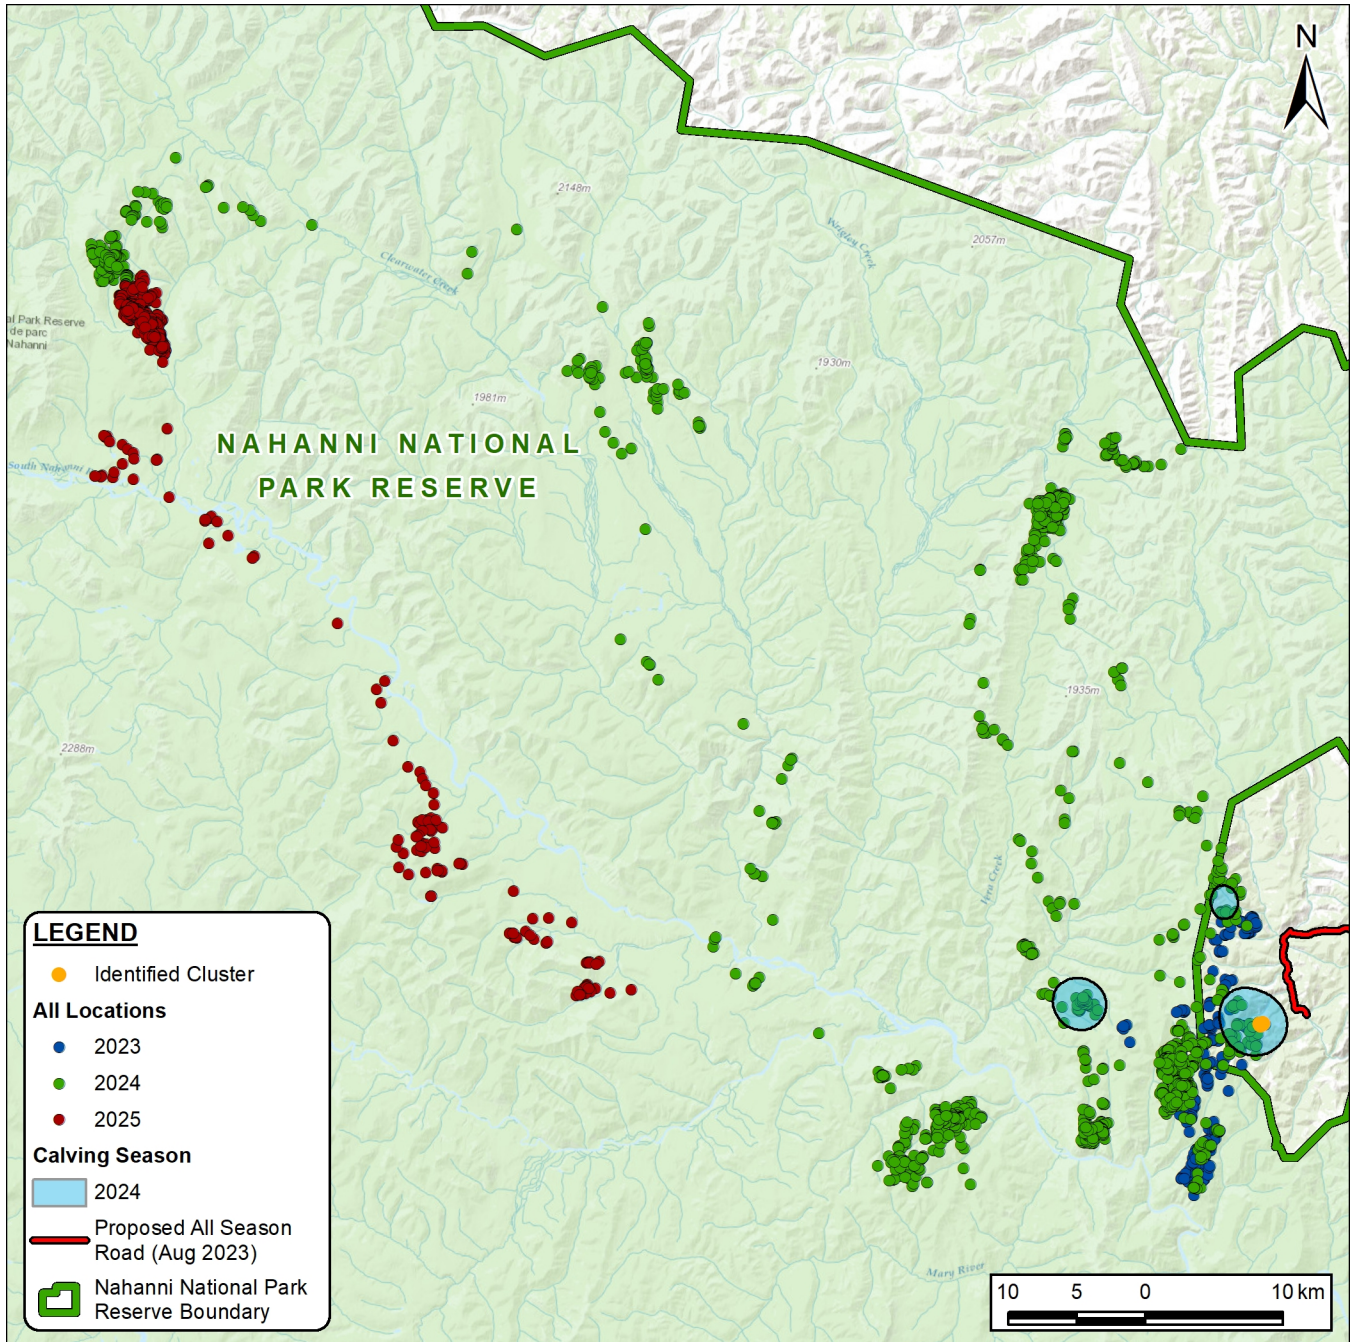 N
2148m
Wrigley Creek
2057m
Clearwater Creek
al Park Reserve
de parc
Nahanni
1930m
1981m
NAHANNI NATIONAL
PARK RESERVE
South Nahanni
1935m
2288m
Vera Creek
Mary River
LEGEND
Identified Cluster
All Locations
2023
2024
2025
Calving Season
2024
Proposed All Season
Road (Aug 2023)
Nahanni National Park
Reserve Boundary
10 5 0 10 km